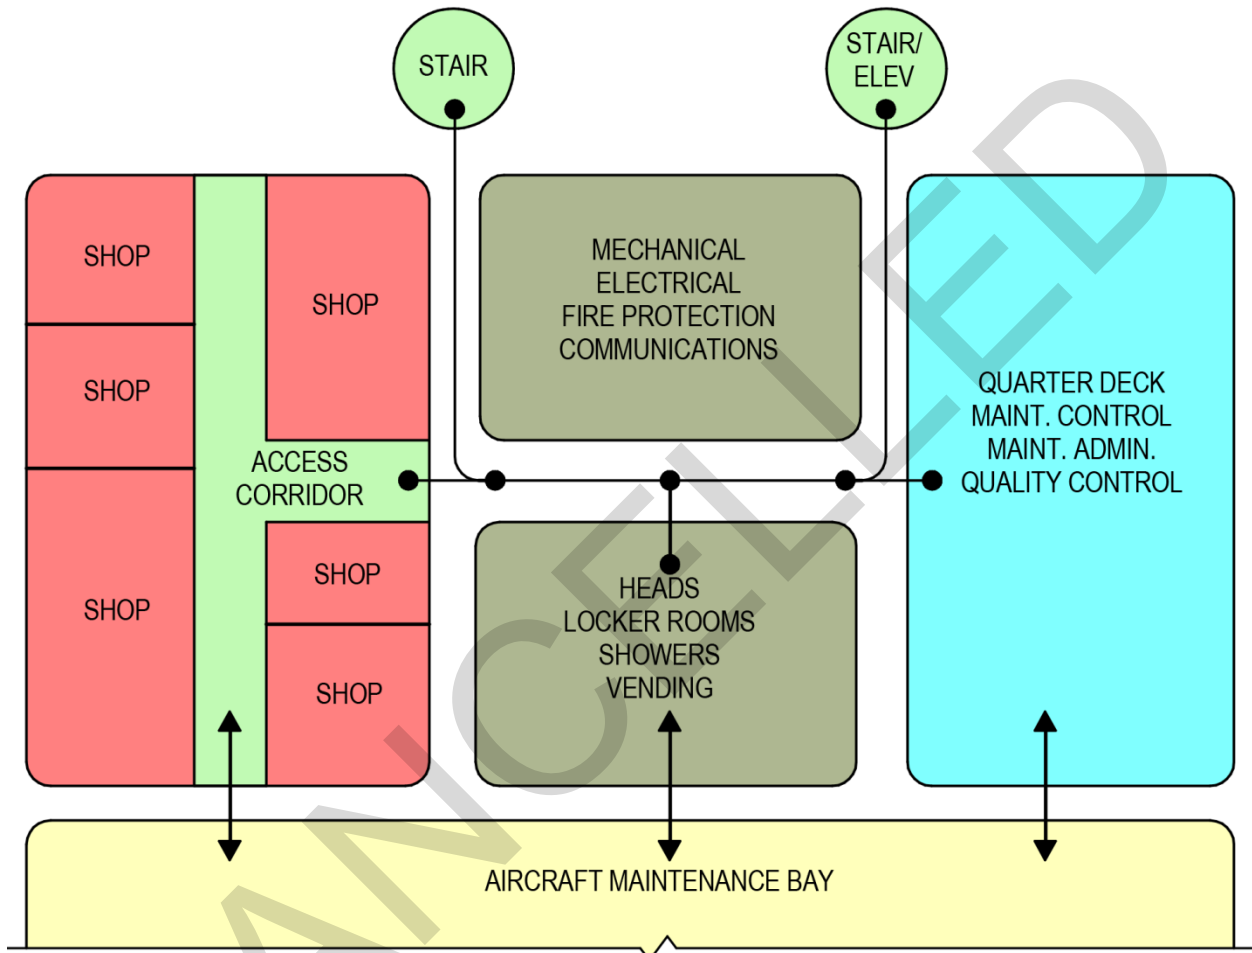 STAIR
STAIR/
ELEV
SHOP
SHOP
SHOP
SHOP
SHOP
SHOP
ACCESS
CORRIDOR
MECHANICAL
ELECTRICAL
FIRE PROTECTION
COMMUNICATIONS
HEADS
LOCKER ROOMS
SHOWERS
VENDING
QUARTER DECK
MAINT. CONTROL
MAINT. ADMIN.
QUALITY CONTROL
AIRCRAFT MAINTENANCE BAY
CANCELLED